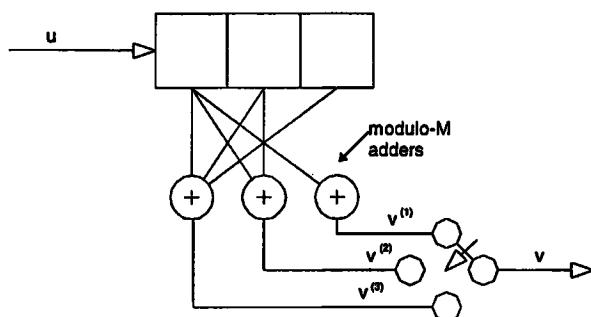 u
modulo-M
adders
+ + +
v(1)
v(2)
v
v(3)